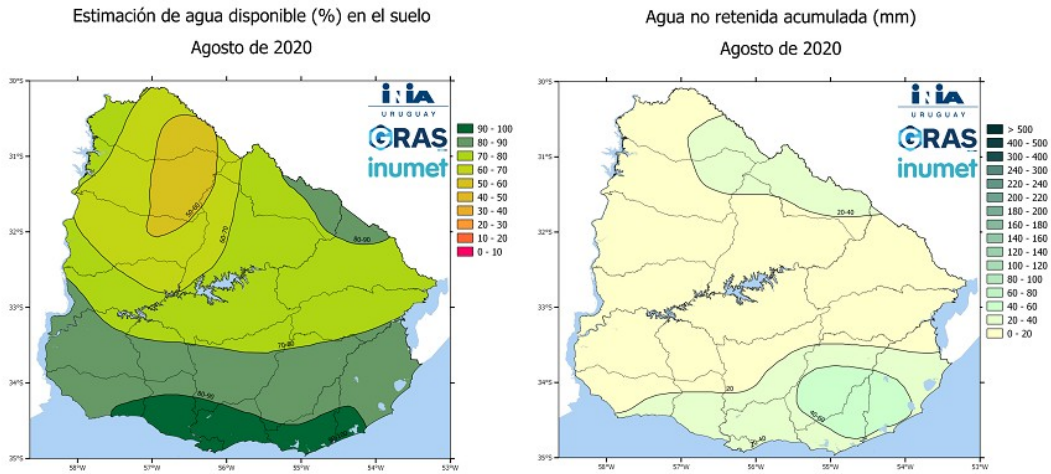 Estimación de agua disponible (%) en el suelo
Agosto de 2020
30°S
31°S
32°S
33°S
34°S
35°S
58°W
57°W
56°W
55°W
54°W
53°W
INIA
URUGUAY
GRAS
inumet
90 - 100
80 - 90
70 - 80
60 - 70
50 - 60
40 - 50
30 - 40
20 - 30
10 - 20
0 - 10
50-60
60-70
80-90
70-80
80-90
Agua no retenida acumulada (mm)
Agosto de 2020
30°S
31°S
32°S
33°S
34°S
35°S
58°W
57°W
56°W
55°W
54°W
53°W
INIA
URUGUAY
GRAS
inumet
> 500
400 - 500
300 - 400
240 - 300
220 - 240
200 - 220
180 - 200
160 - 180
140 - 160
120 - 140
100 - 120
80 - 100
60 - 80
40 - 60
20 - 40
0 - 20
20-40
20
40-60
20-40